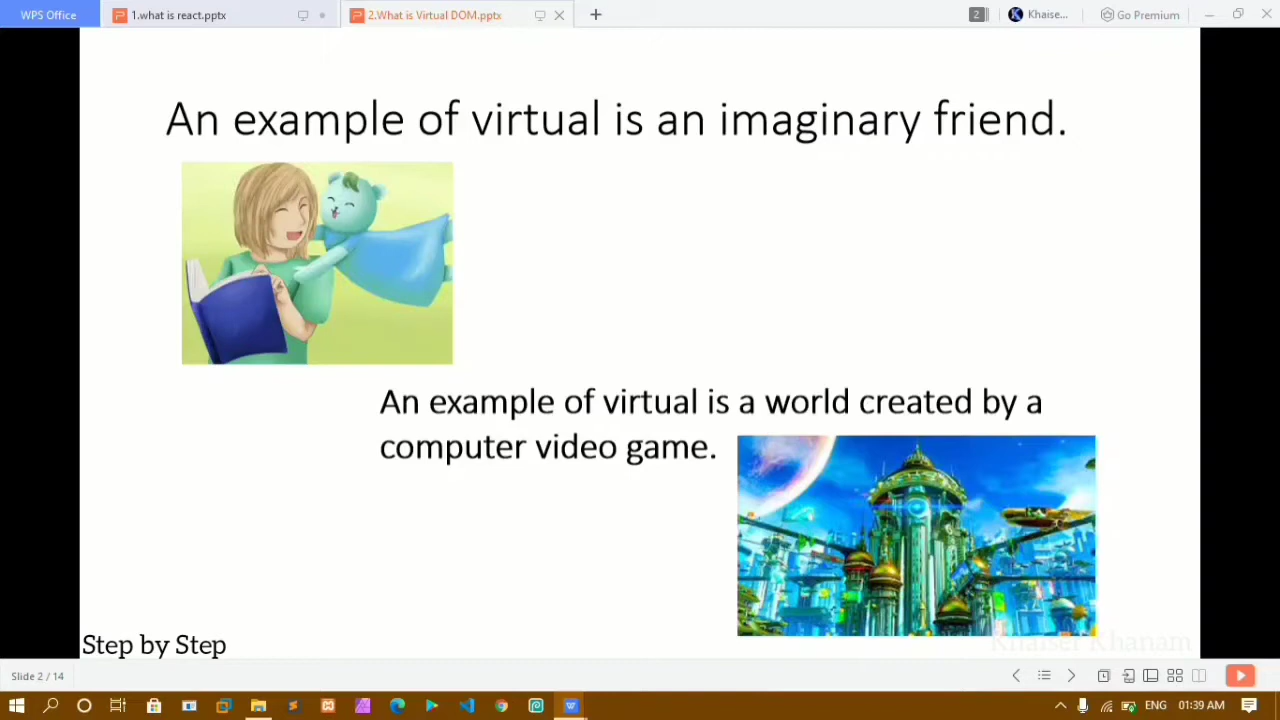 WPS Office
1.what is react.pptx
2.What is Virtual DOM.pptx
2
Khaise...
Go Premium
An example of virtual is an imaginary friend.
An example of virtual is a world created by a
computer video game.
Khaiser Khanam
Step by Step
Slide 2 / 14
ENG
01:39 AM